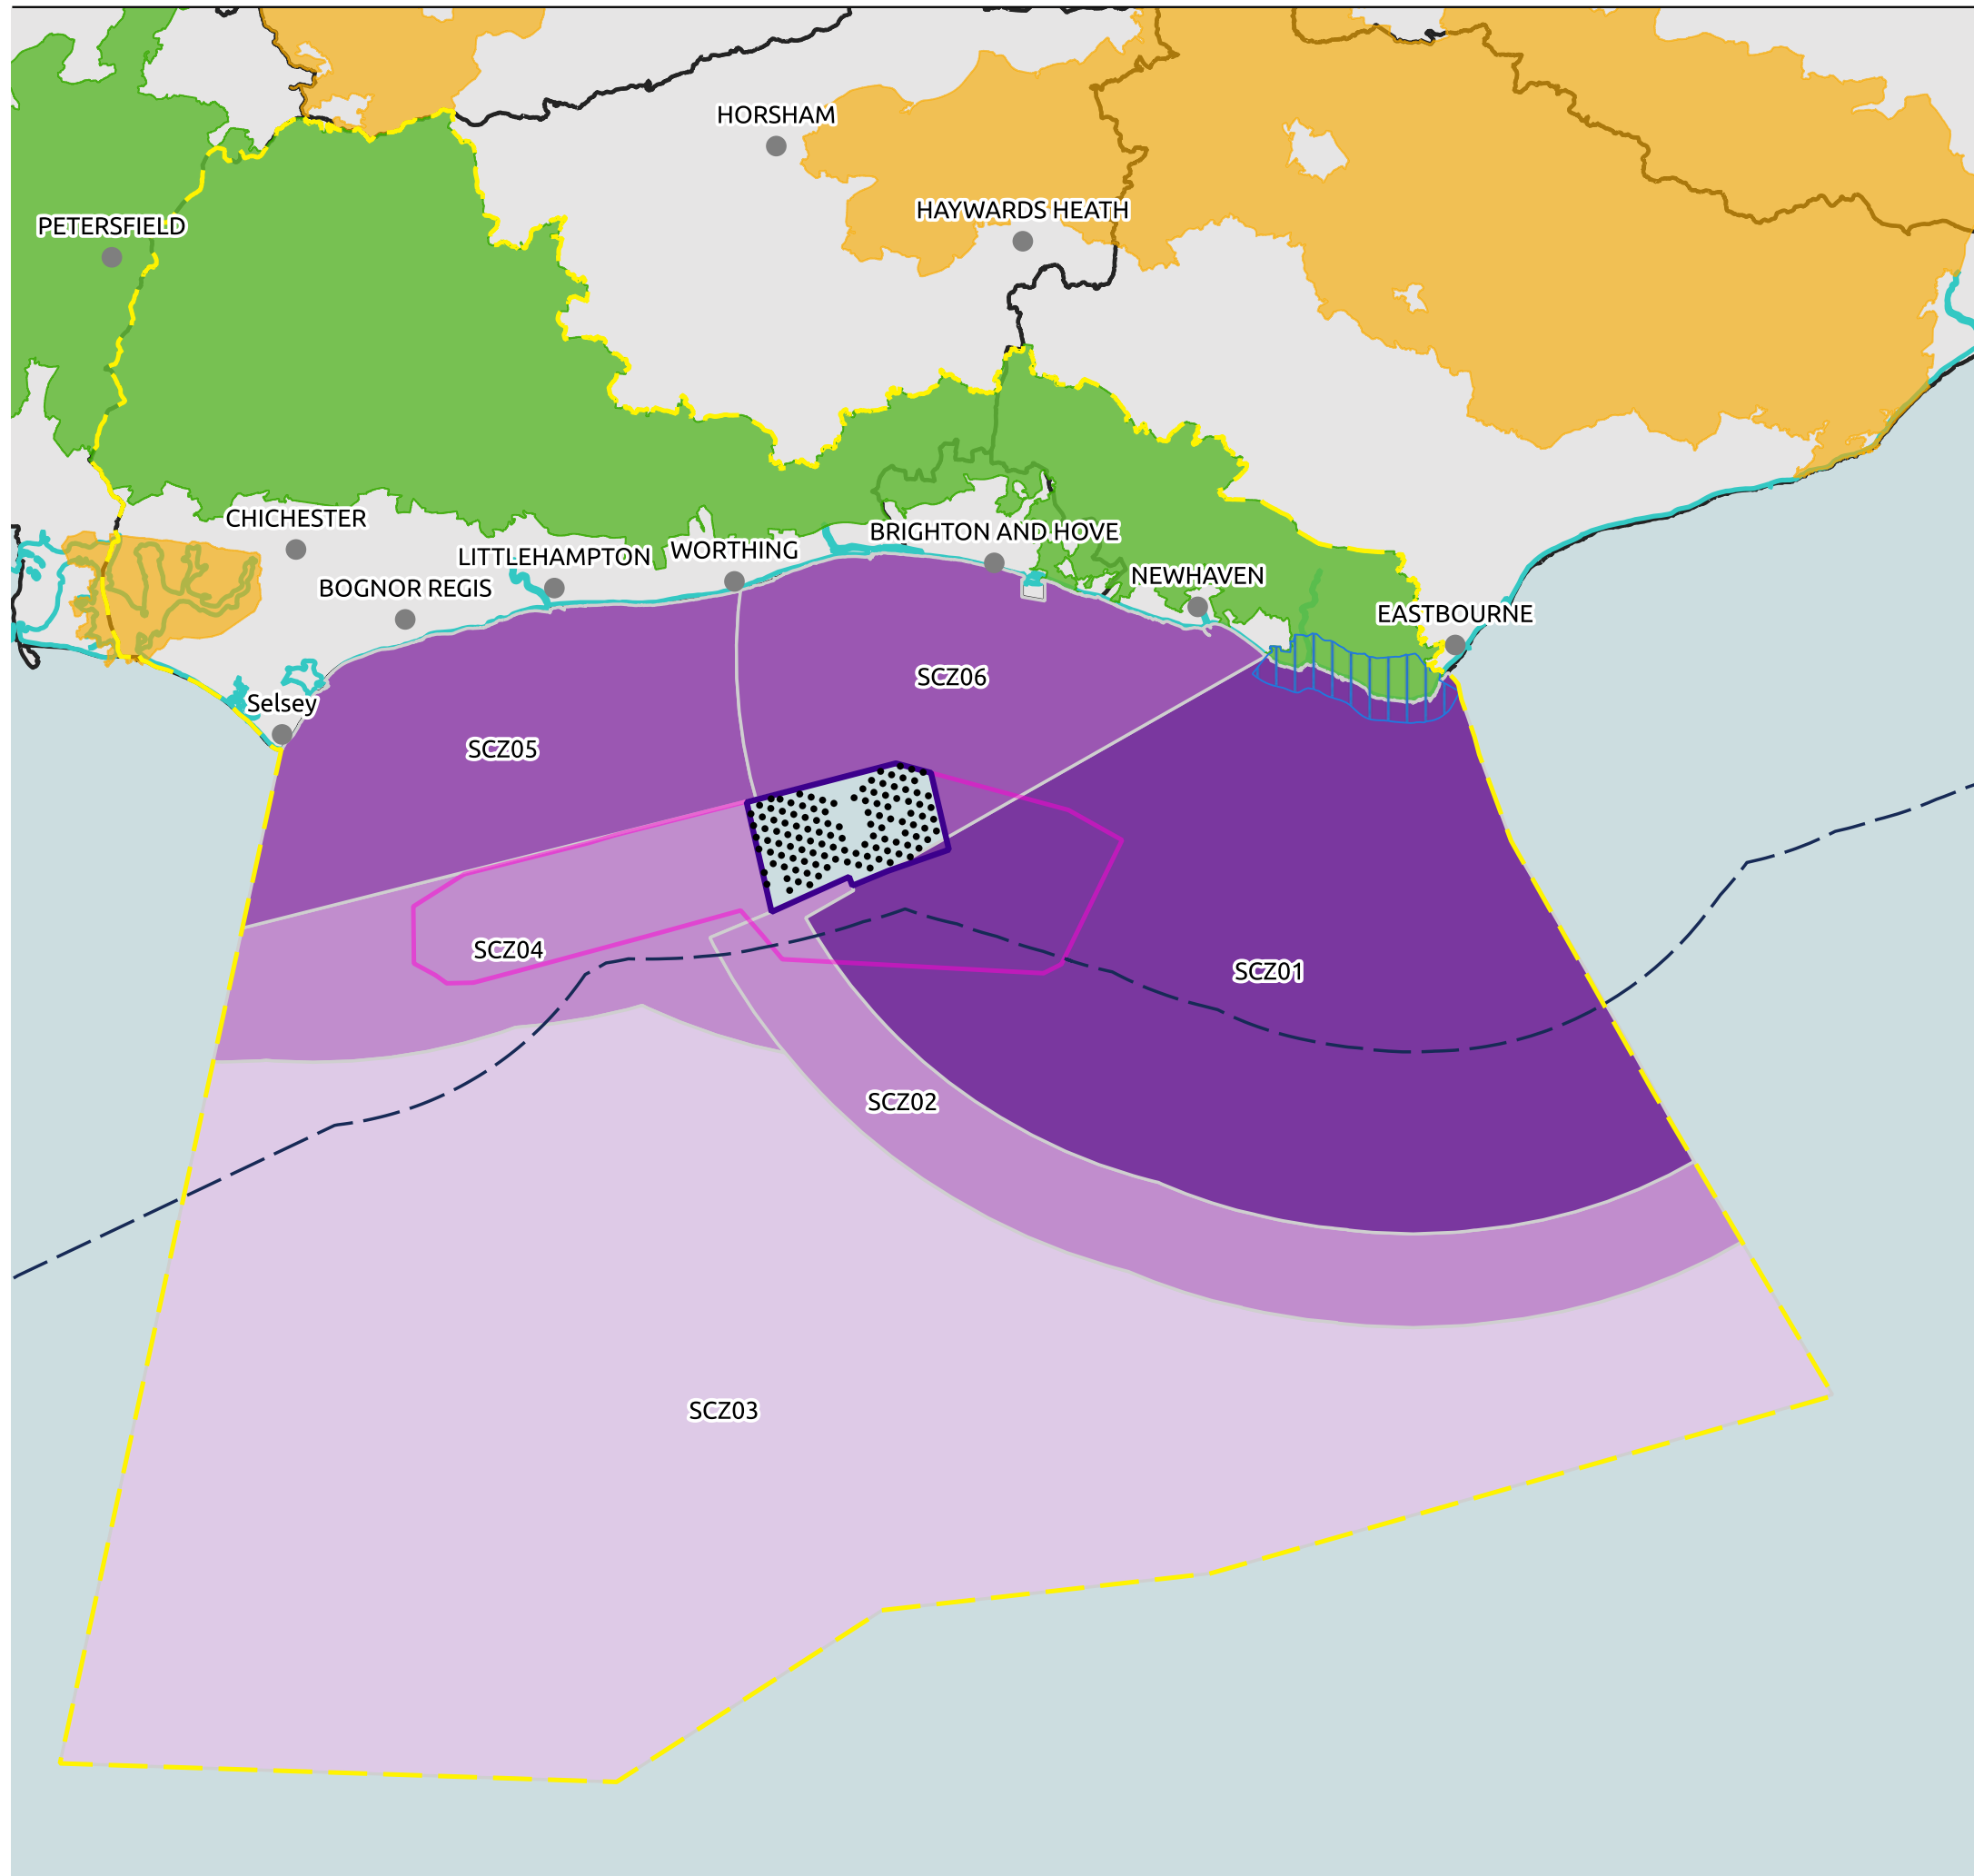 HORSHAM
HAYWARDS HEATH
PETERSFIELD
CHICHESTER
BRIGHTON AND HOVE
LITTLEHAMPTON
WORTHING
NEWHAVEN
BOGNOR REGIS
EASTBOURNE
SCZ06
Selsey
SCZ05
SCZ04
SCZ01
SCZ02
SCZ03